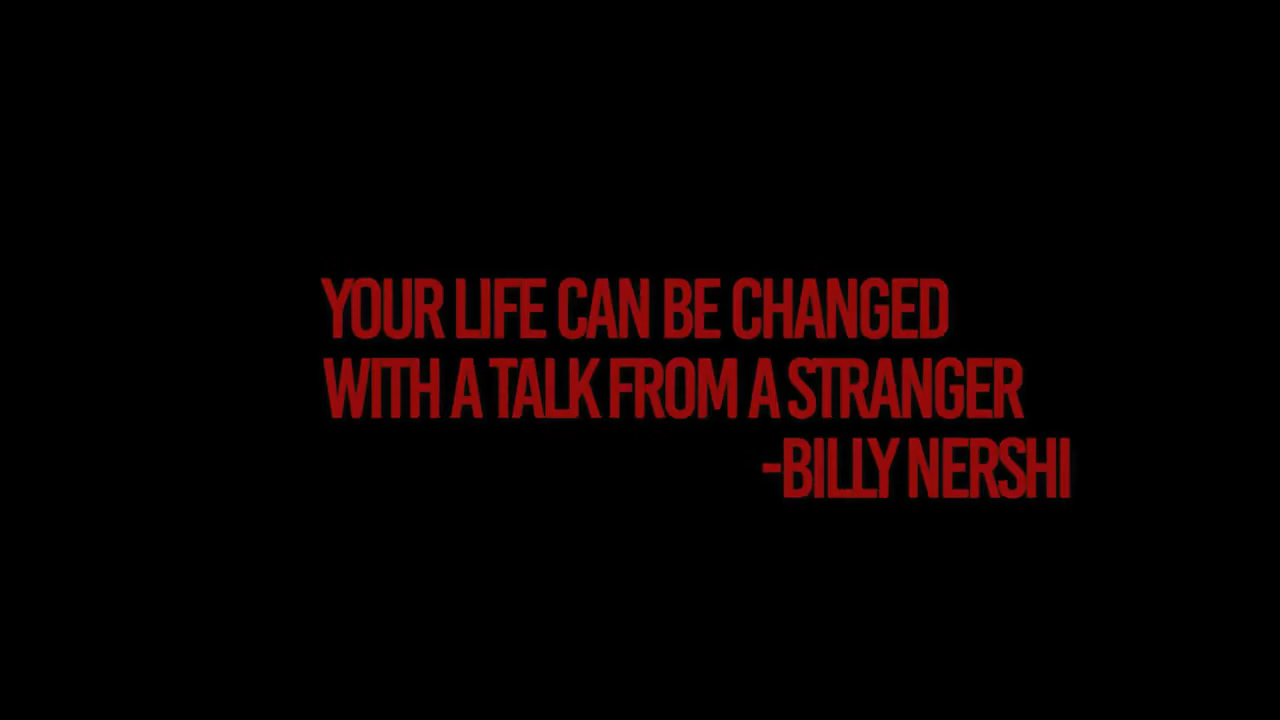 YOUR LIFE CAN BE CHANGED
WITH A TALK FROM A STRANGER
-BILLY NERSHI